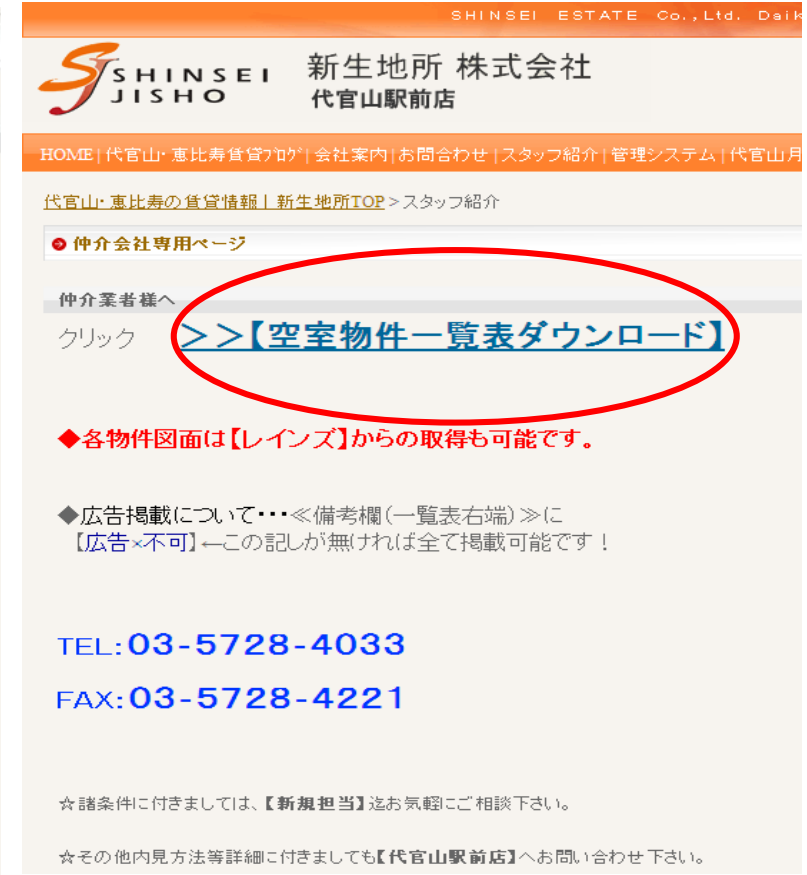 SHINSEI ESTATE Co.,Ltd. Daik
SHINSEI
JISHO
新生地所 株式会社
代官山駅前店
HOME | 代官山・恵比寿賃貸ﾌﾞﾛｸﾞ | 会社案内 | お問合わせ | スタッフ紹介 | 管理システム | 代官山月
代官山・恵比寿の賃貸情報 | 新生地所TOP > スタッフ紹介
仲介会社専用ページ
仲介業者様へ
クリック >>【空室物件一覧表ダウンロード】
◆各物件図面は【レインズ】からの取得も可能です。
◆広告掲載について・・・≪備考欄(一覧表右端)≫に
【広告×不可】←この記しが無ければ全て掲載可能です！
TEL:03-5728-4033
FAX:03-5728-4221
☆諸条件に付きましては、【新規担当】迄お気軽にご相談下さい。
☆その他内見方法等詳細に付きましても【代官山駅前店】へお問い合わせ下さい。